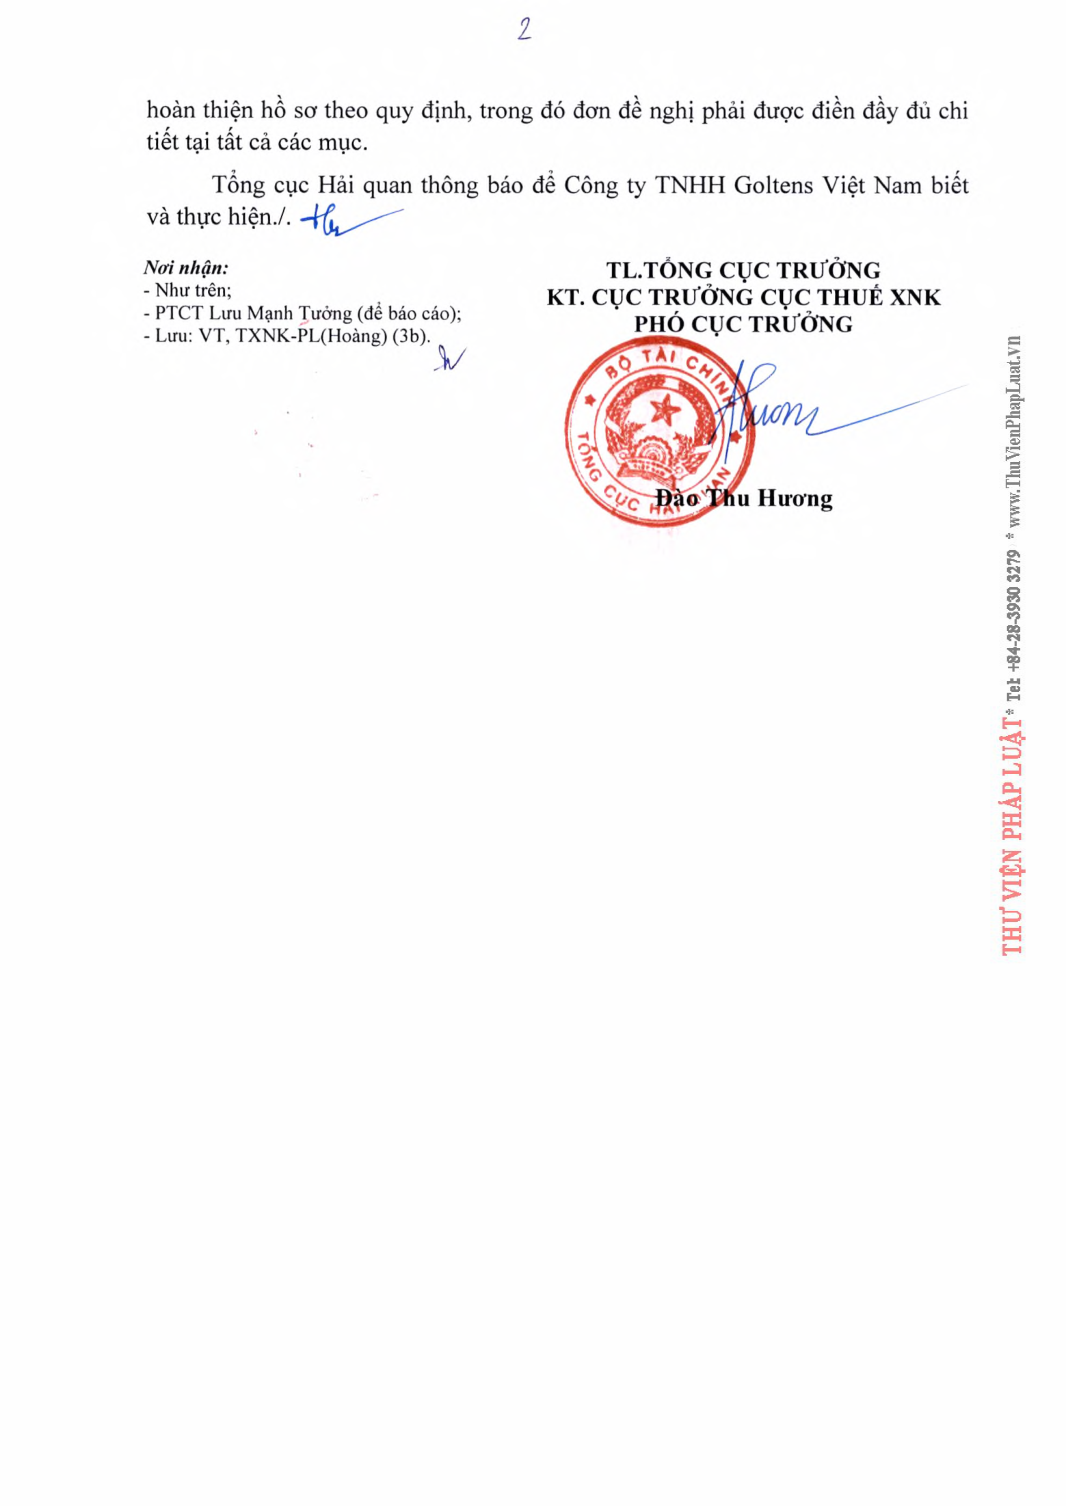 2
hoàn thiện hồ sơ theo quy định, trong đó đơn đề nghị phải được điền đầy đủ chi
tiết tại tất cả các mục.
Tổng cục Hải quan thông báo để Công ty TNHH Goltens Việt Nam biết
và thực hiện./.
Nơi nhận:
- Như trên;
- PTCT Lưu Mạnh Tưởng (để báo cáo);
- Lưu: VT, TXNK-PL(Hoàng) (3b).
TL.TỔNG CỤC TRƯỞNG
KT. CỤC TRƯỞNG CỤC THUẾ XNK
PHÓ CỤC TRƯỞNG
BỘ TÀI CHÍNH
TỔNG CỤC HẢI QUAN
Hương
Đào Thu Hương
THƯ VIỆN PHÁP LUẬT * Tel: +84-28-3930 3279 * www.ThuVienPhapLuat.vn